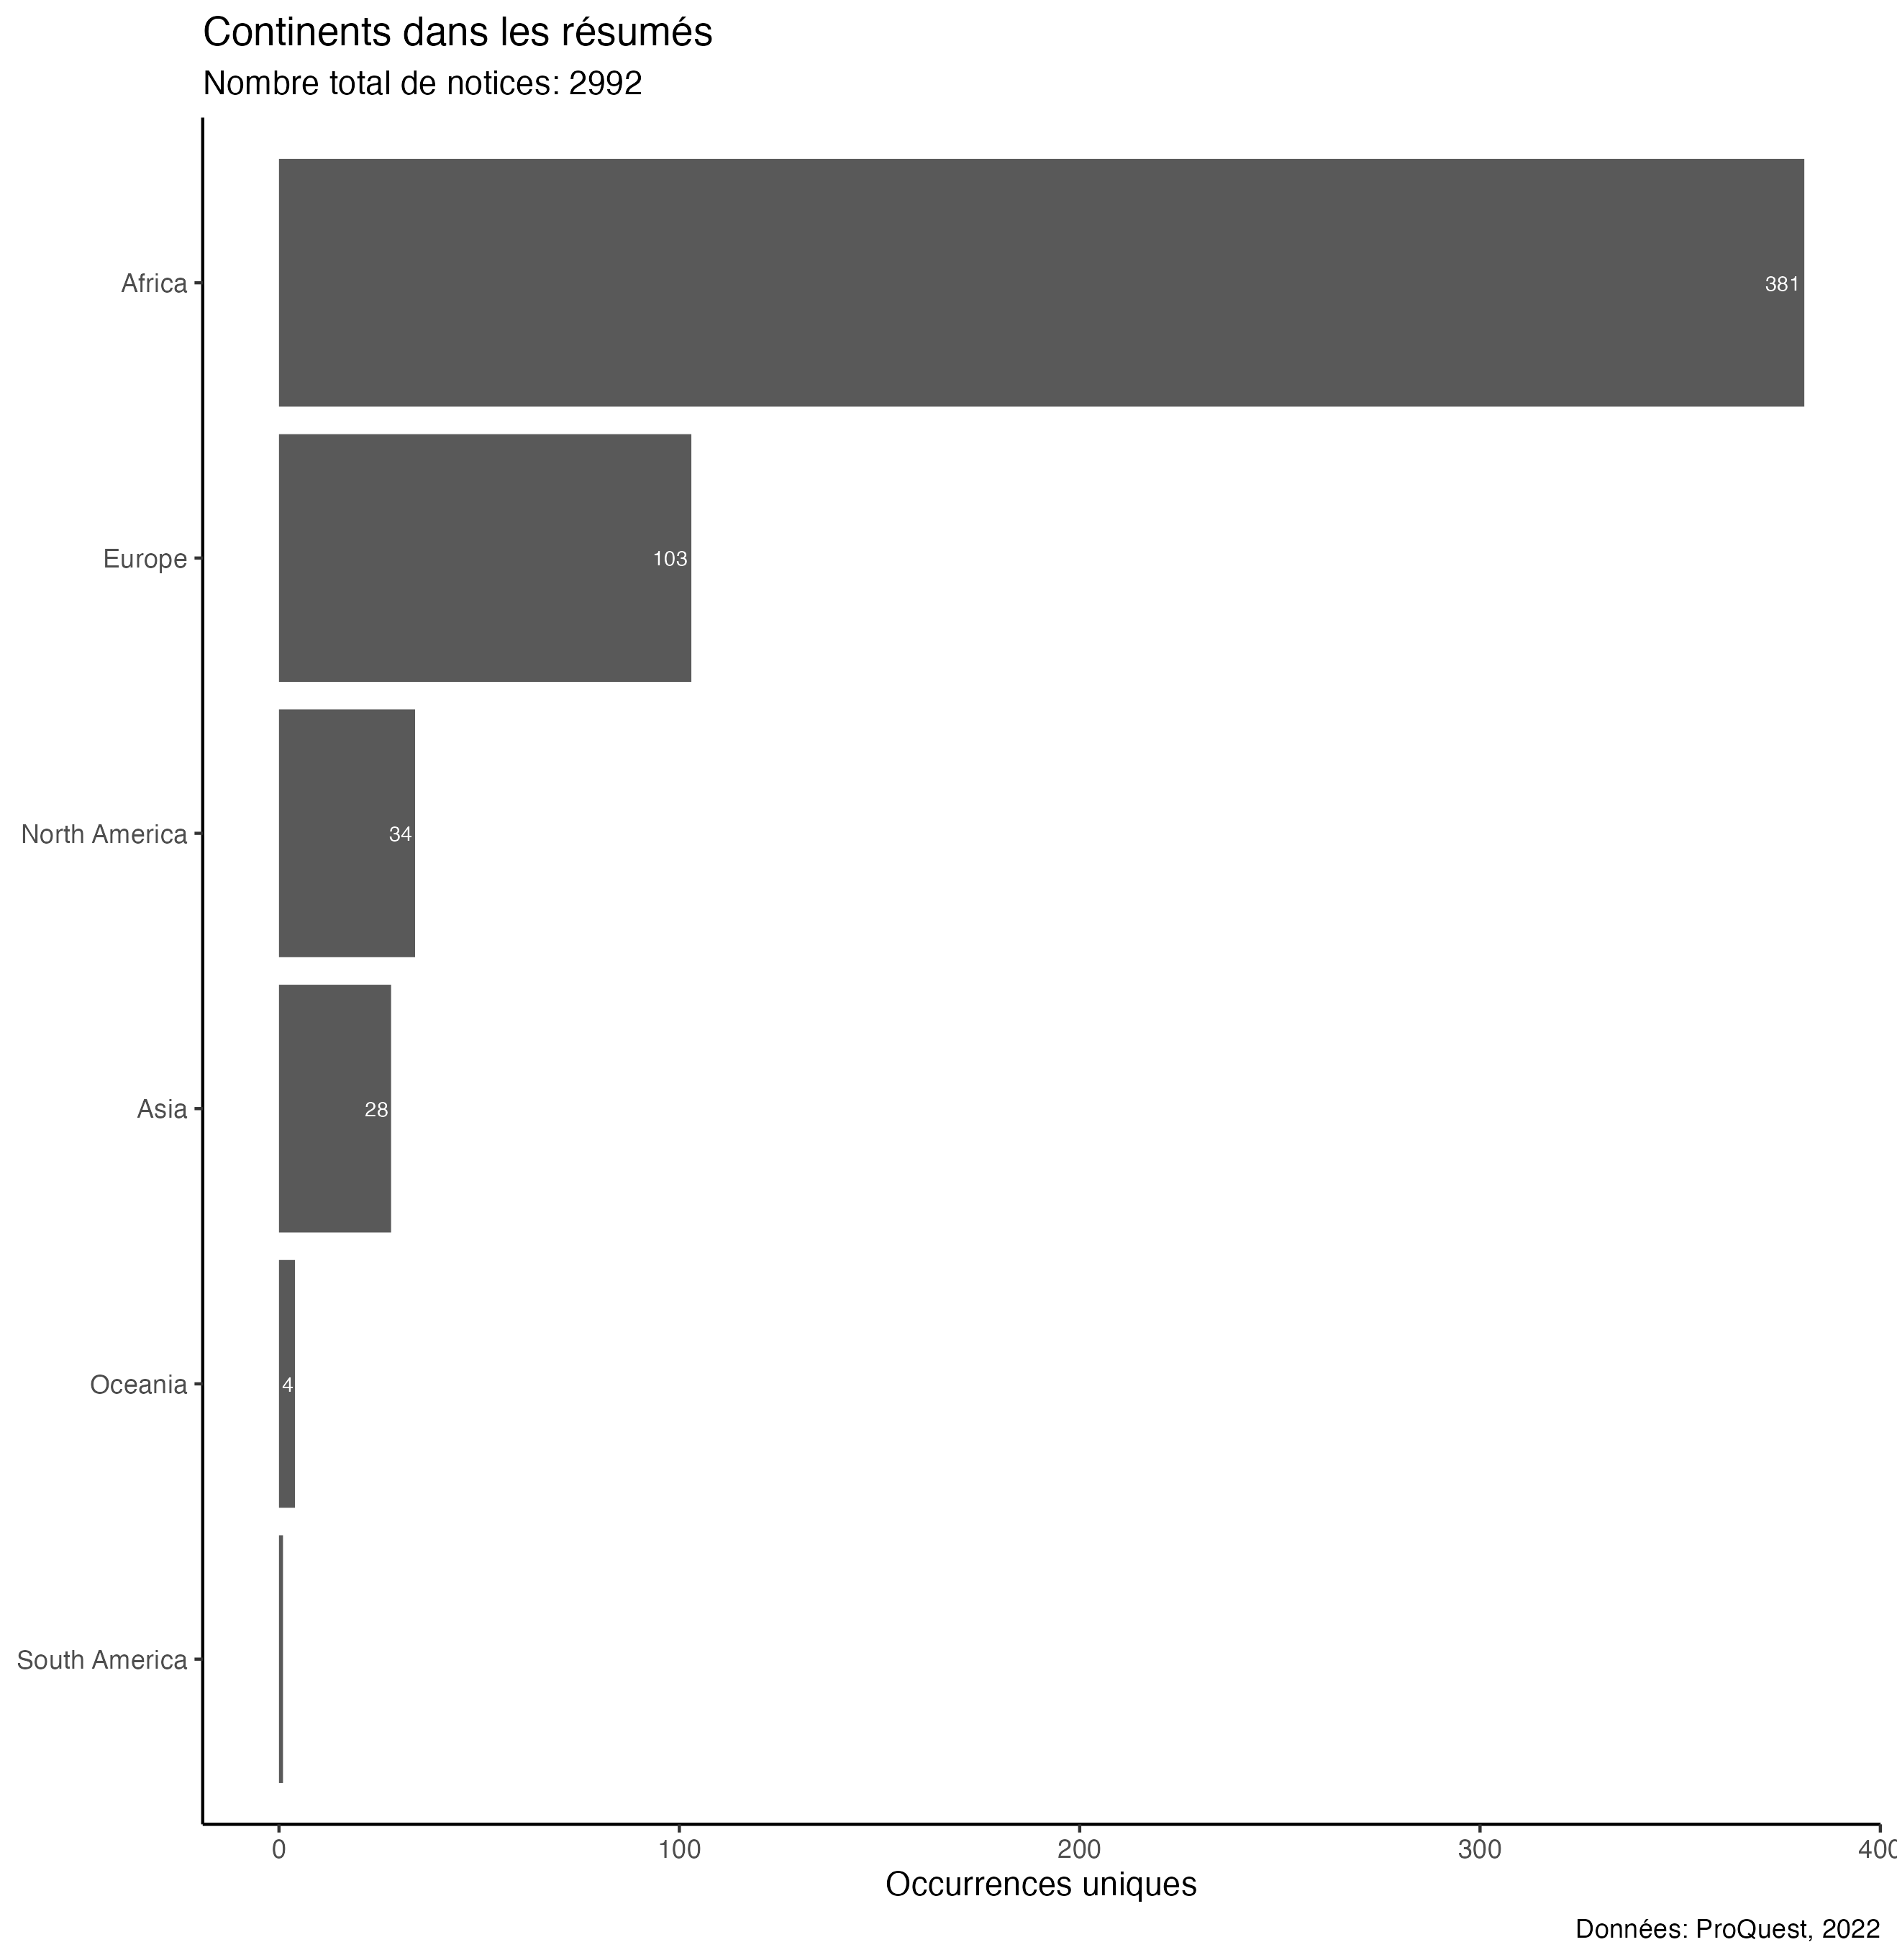 Continents dans les résumés
Nombre total de notices: 2992
Africa
381
Europe
103
North America
34
Asia
28
Oceania
4
South America
0 100 200 300 400
Occurrences uniques
Données: ProQuest, 2022